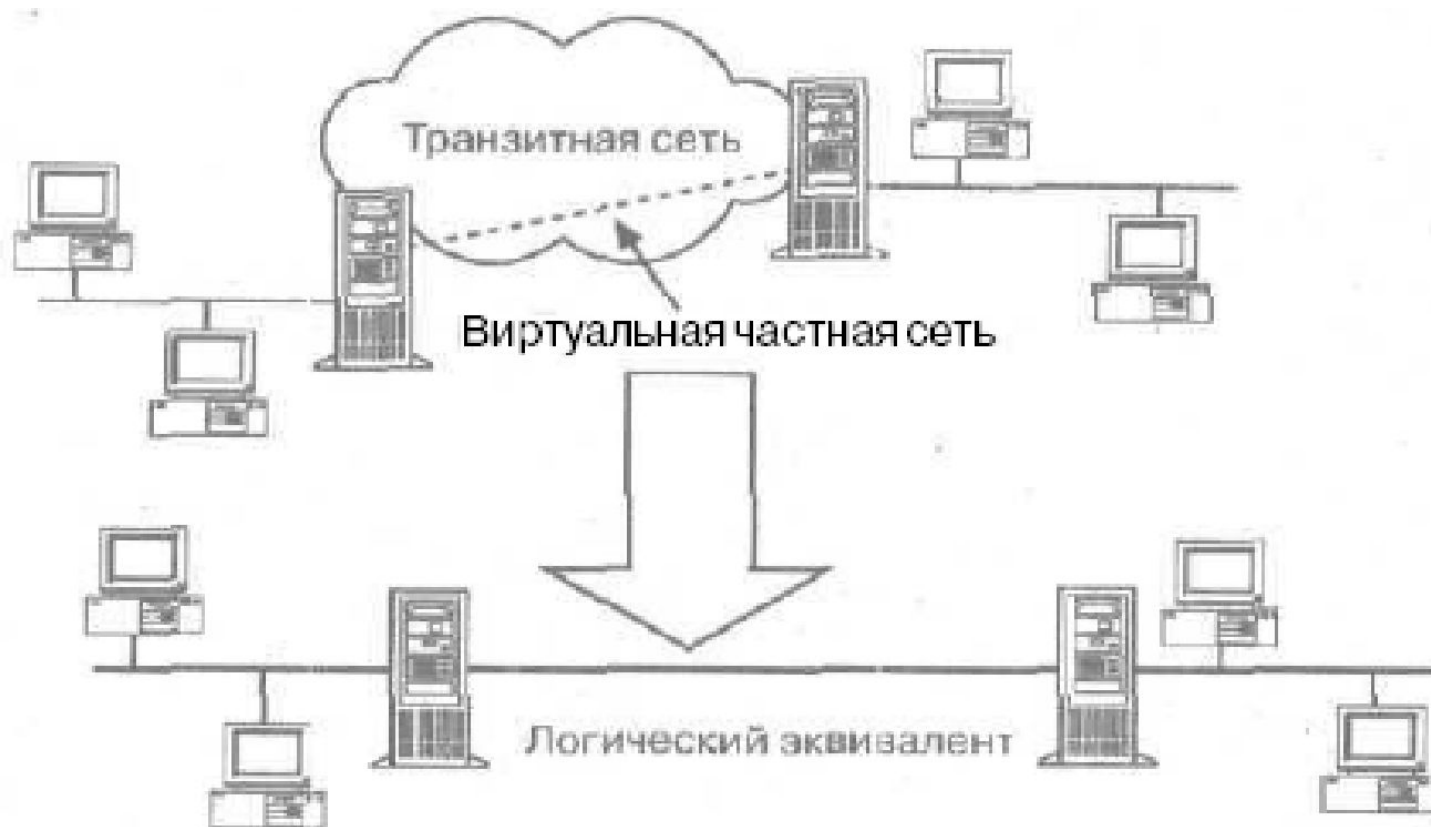 Транзитная сеть
Виртуальная частная сеть
Логический эквивалент